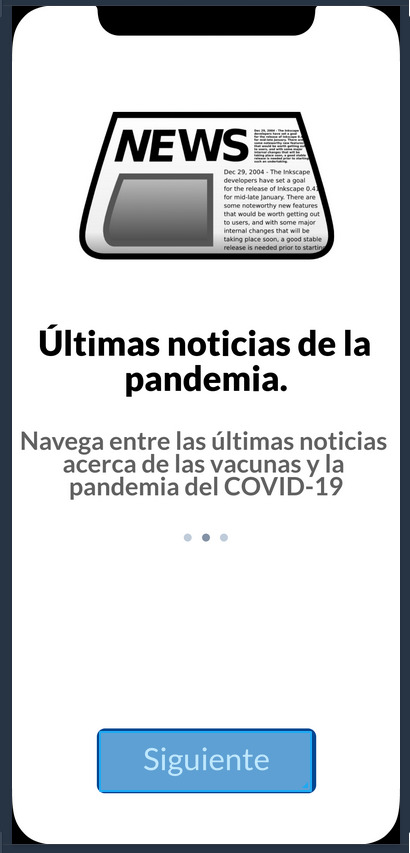 NEWS
Dec 29, 2004 - The Inkscape
developers have set a goal
for the release of Inkscape 0.41
for mid-late January. There are
some noteworthy new features
that would be worth getting out
to users, and with some major
internal changes that will be
taking place soon, a good stable
release is needed prior to starting
Últimas noticias de la
pandemia.
Navega entre las últimas noticias
acerca de las vacunas y la
pandemia del COVID-19
Siguiente